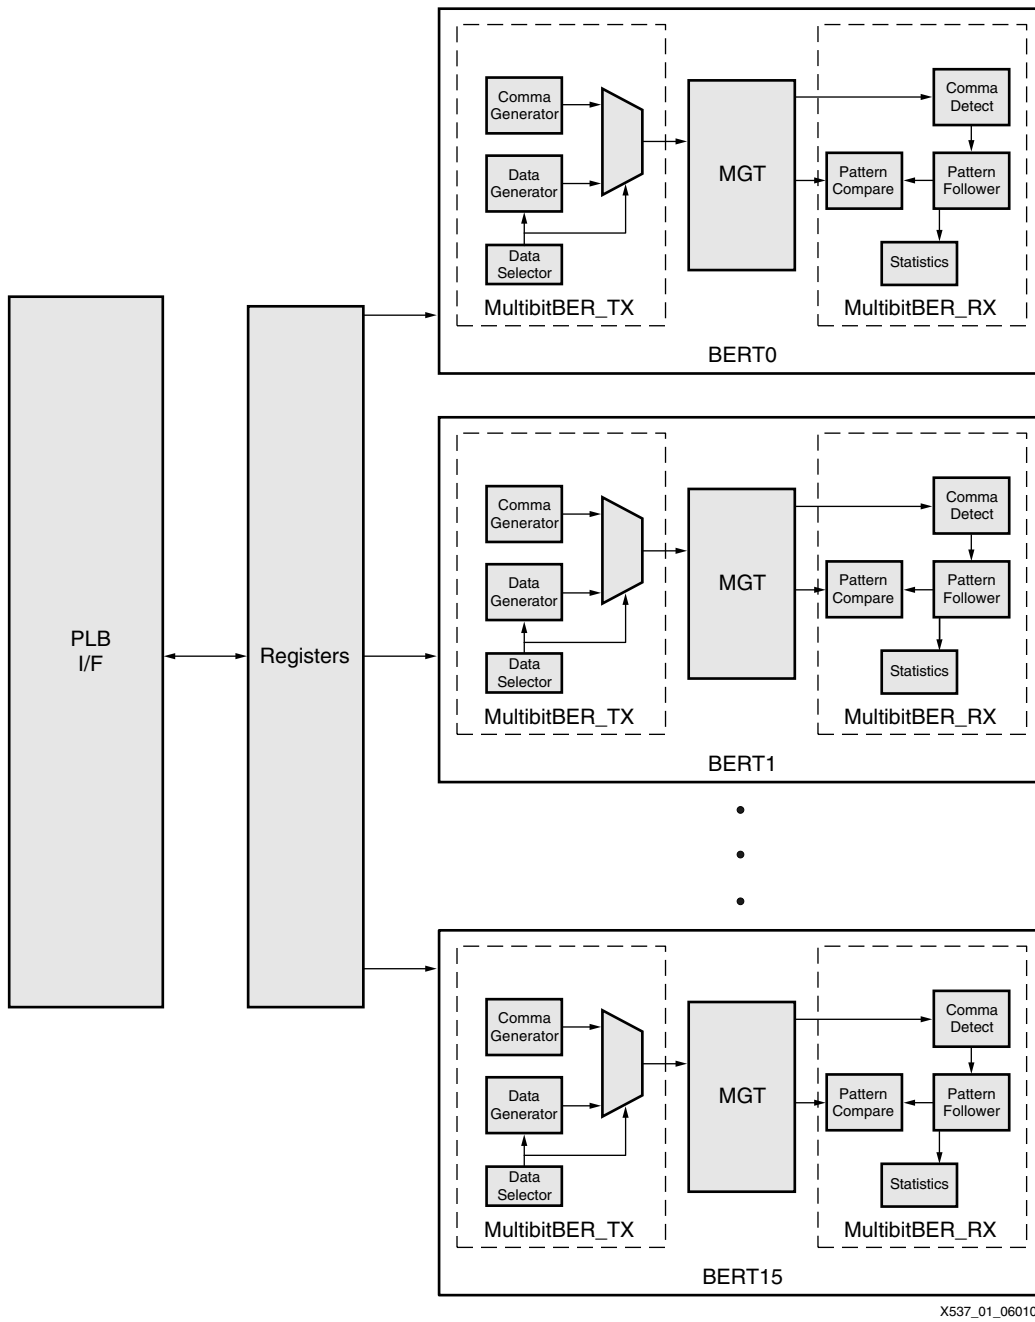 Comma
Generator
Data
Generator
Data
Selector
MultibitBER_TX
MGT
Comma
Detect
Pattern
Compare
Pattern
Follower
Statistics
MultibitBER_RX
BERT0
PLB
I/F
Registers
Comma
Generator
Data
Generator
Data
Selector
MultibitBER_TX
MGT
Comma
Detect
Pattern
Compare
Pattern
Follower
Statistics
MultibitBER_RX
BERT1
Comma
Generator
Data
Generator
Data
Selector
MultibitBER_TX
MGT
Comma
Detect
Pattern
Compare
Pattern
Follower
Statistics
MultibitBER_RX
BERT15
X537_01_06010